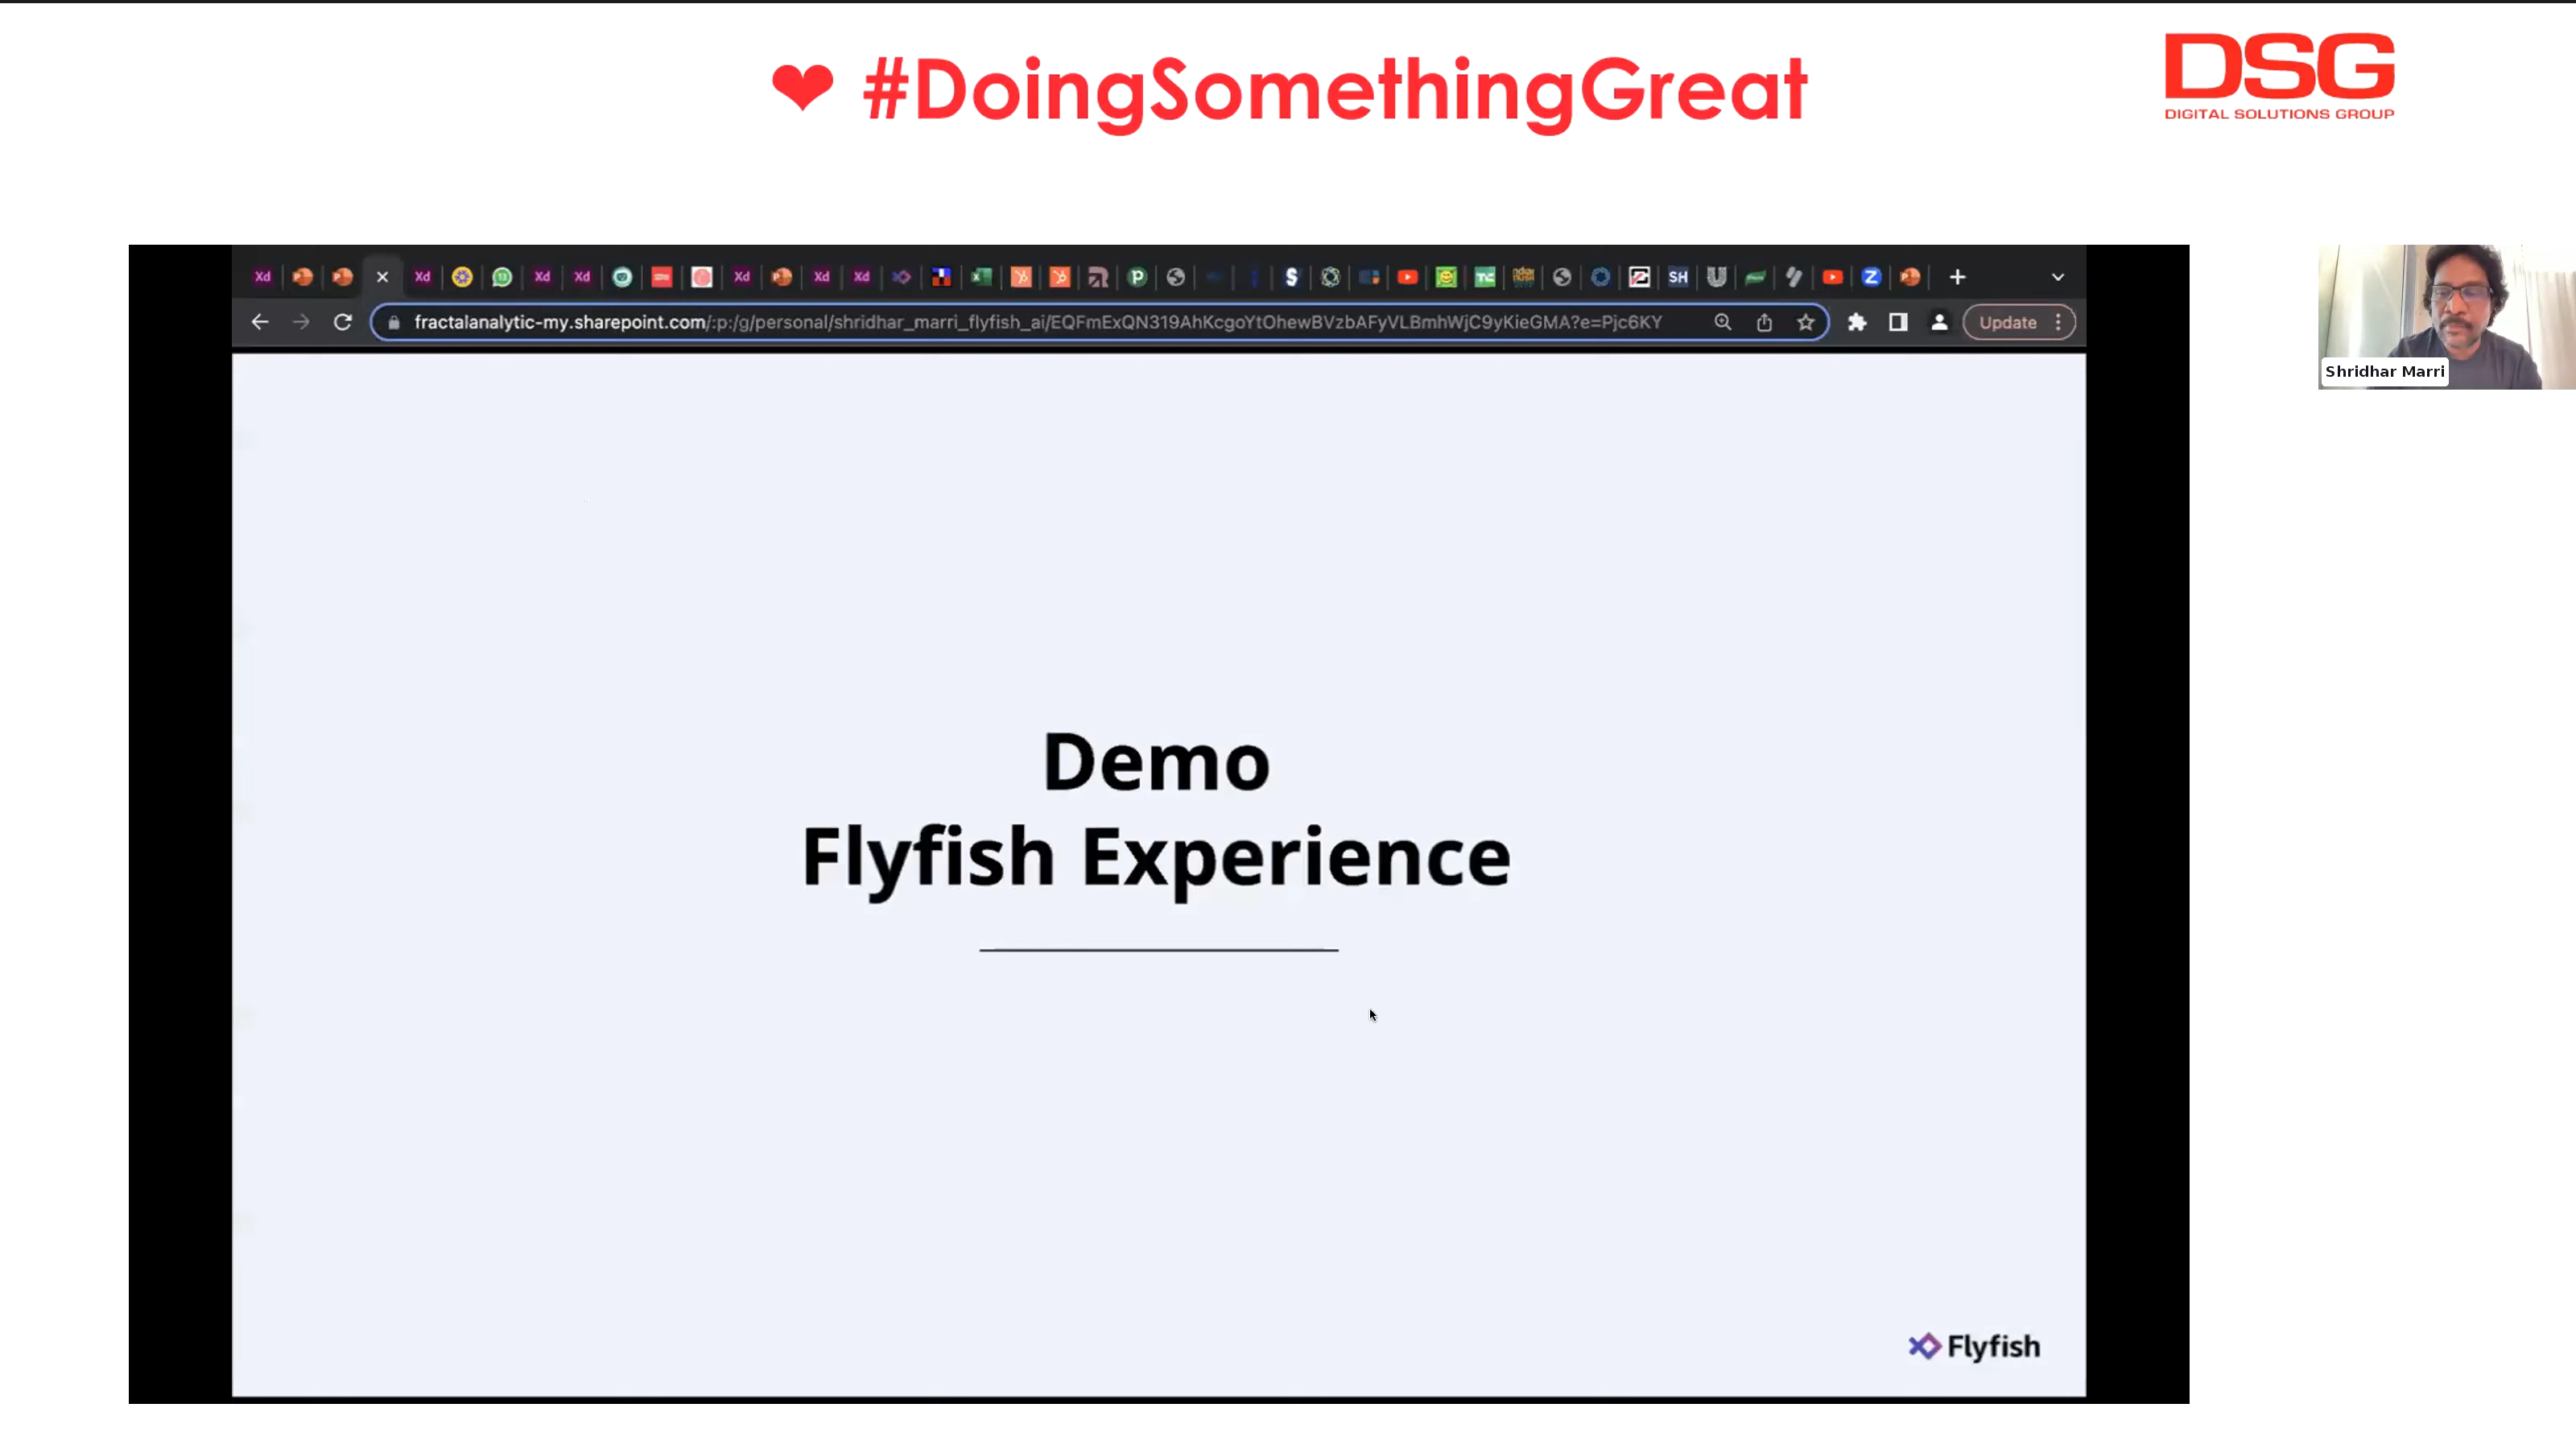 ❤ #DoingSomethingGreat
DSG
DIGITAL SOLUTIONS GROUP
fractalanalytic-my.sharepoint.com/:p:/g/personal/shridhar_marri_flyfish_ai/EQFmExQN319AhKcgoYtOhewBVzbAFyVLBmhWjC9yKieGMA?e=Pjc6KY
Update
Shridhar Marri
Demo
Flyfish Experience
Flyfish